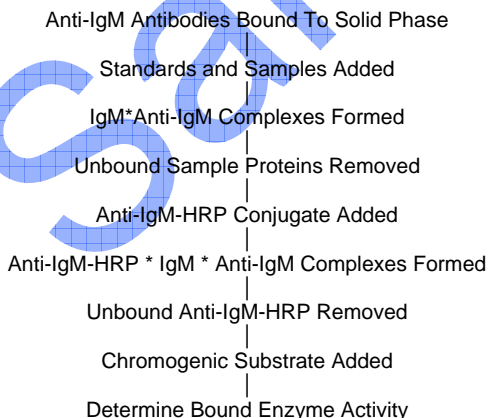 Anti-IgM Antibodies Bound To Solid Phase
Standards and Samples Added
IgM*Anti-IgM Complexes Formed
Unbound Sample Proteins Removed
Anti-IgM-HRP Conjugate Added
Anti-IgM-HRP * IgM * Anti-IgM Complexes Formed
Unbound Anti-IgM-HRP Removed
Chromogenic Substrate Added
Determine Bound Enzyme Activity